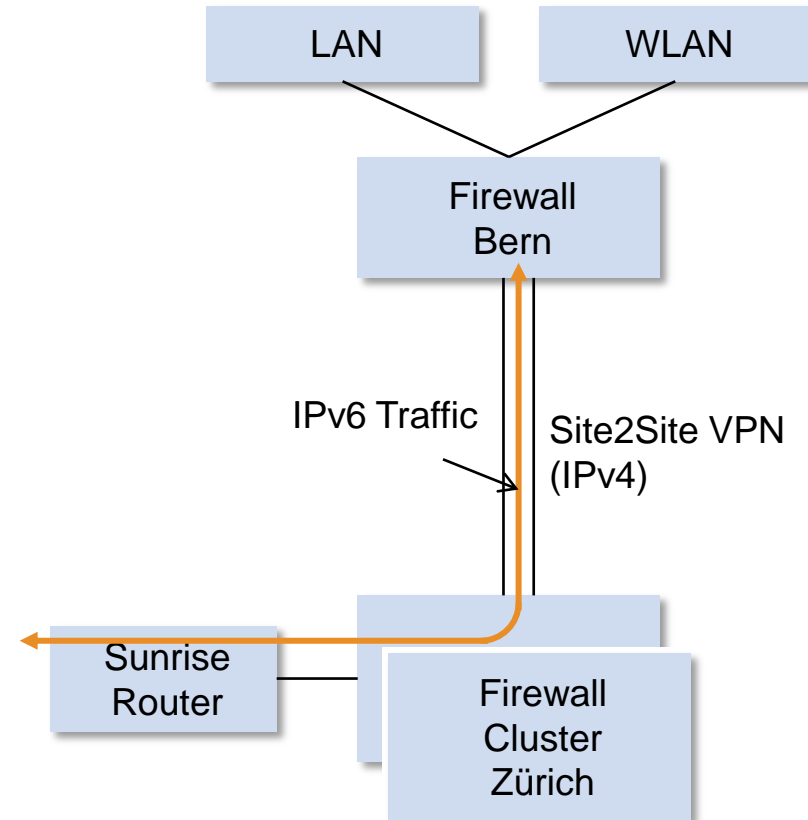 LAN
WLAN
Firewall
Bern
IPv6 Traffic
Site2Site VPN
(IPv4)
Sunrise
Router
Firewall
Cluster
Zürich